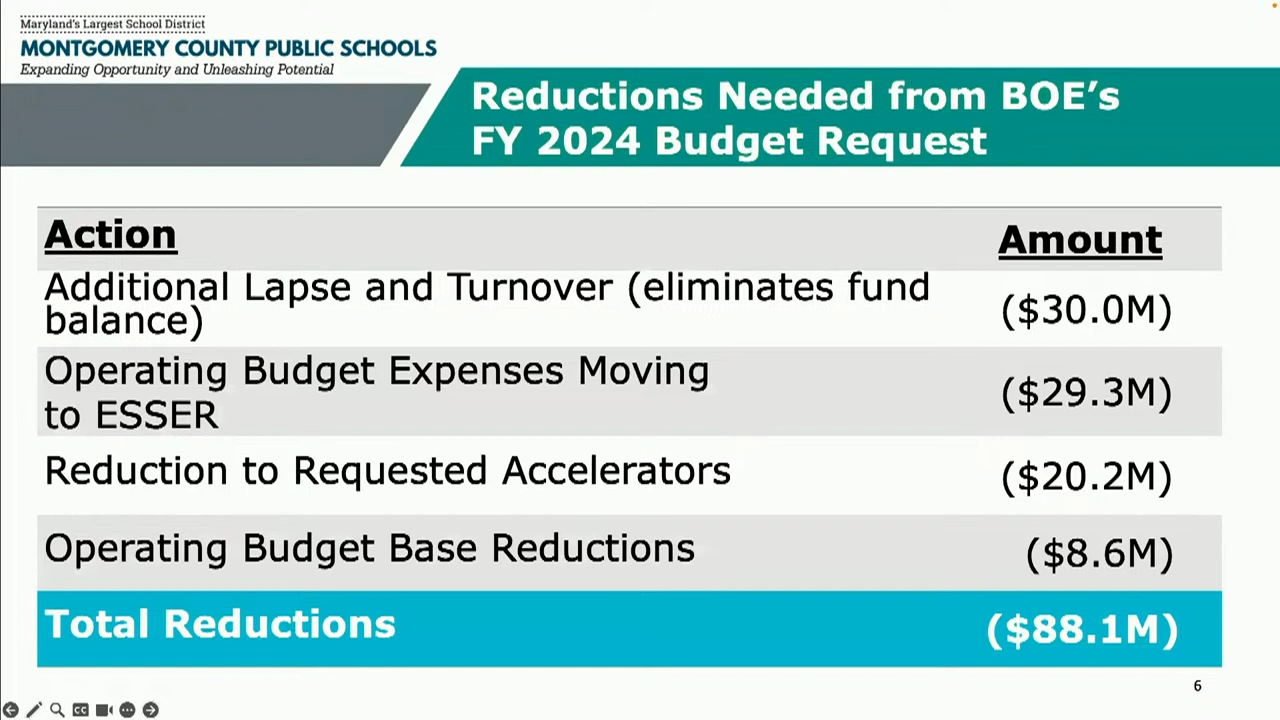 Maryland's Largest School District
MONTGOMERY COUNTY PUBLIC SCHOOLS
Expanding Opportunity and Unleashing Potential
Reductions Needed from BOE's
FY 2024 Budget Request
Action
Amount
Additional Lapse and Turnover (eliminates fund
balance)
($30.0M)
Operating Budget Expenses Moving
to ESSER
($29.3M)
Reduction to Requested Accelerators
($20.2M)
Operating Budget Base Reductions
($8.6M)
Total Reductions
($88.1M)
6
CC